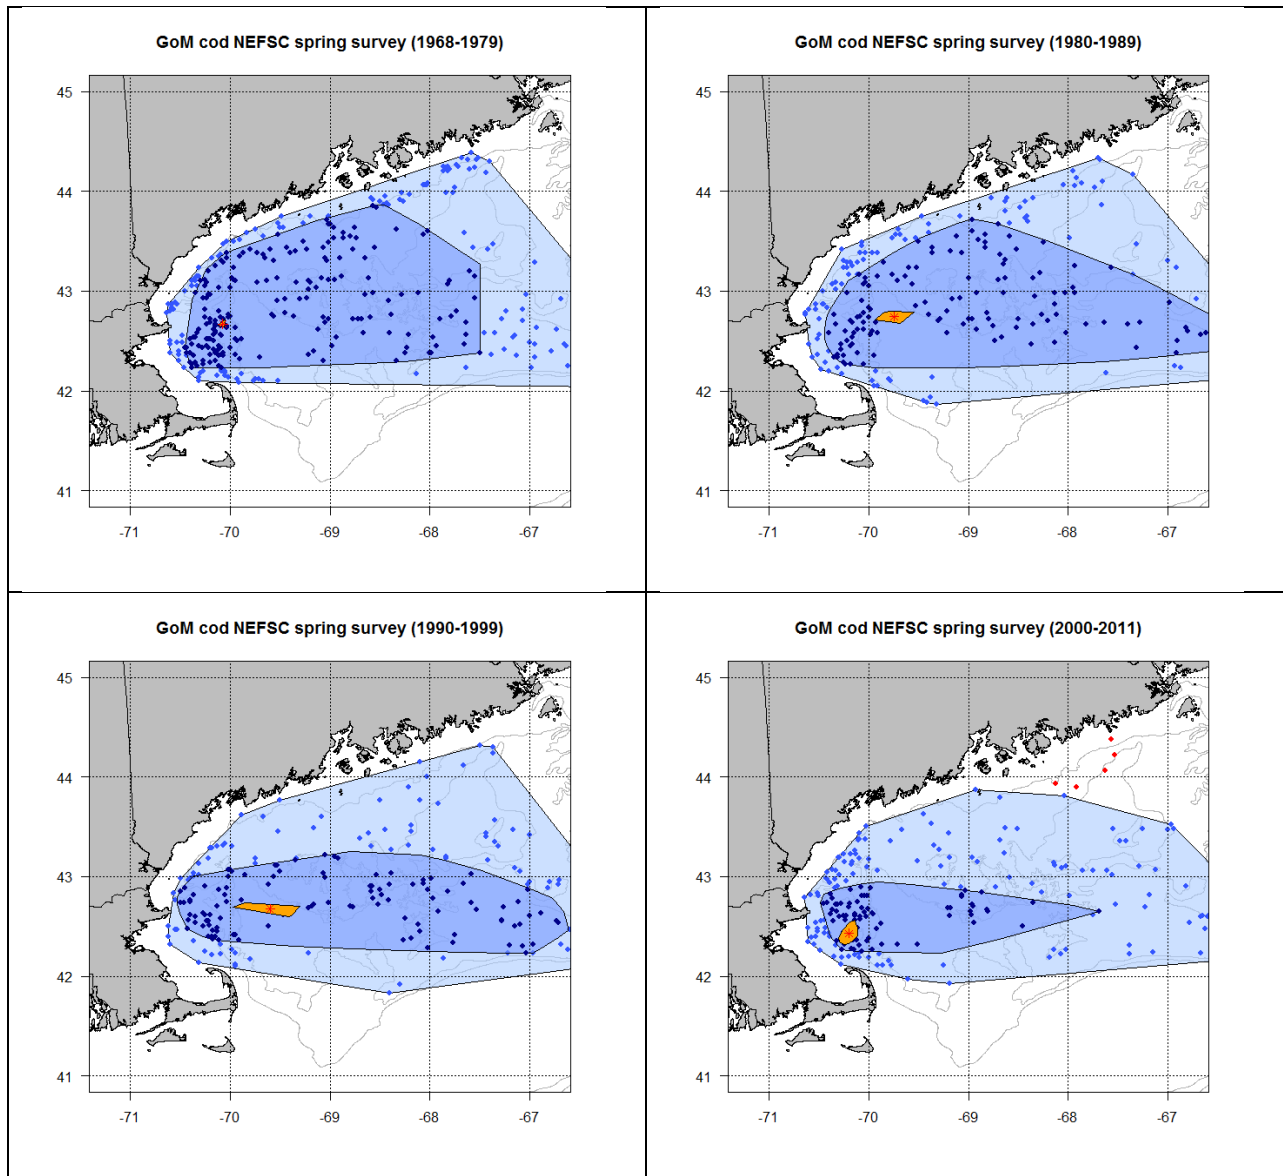 GoM cod NEFSC spring survey (1968-1979)
45
44
43
42
41
-71 -70 -69 -68 -67
GoM cod NEFSC spring survey (1980-1989)
45
44
43
42
41
-71 -70 -69 -68 -67
GoM cod NEFSC spring survey (1990-1999)
45
44
43
42
41
-71 -70 -69 -68 -67
GoM cod NEFSC spring survey (2000-2011)
45
44
43
42
41
-71 -70 -69 -68 -67